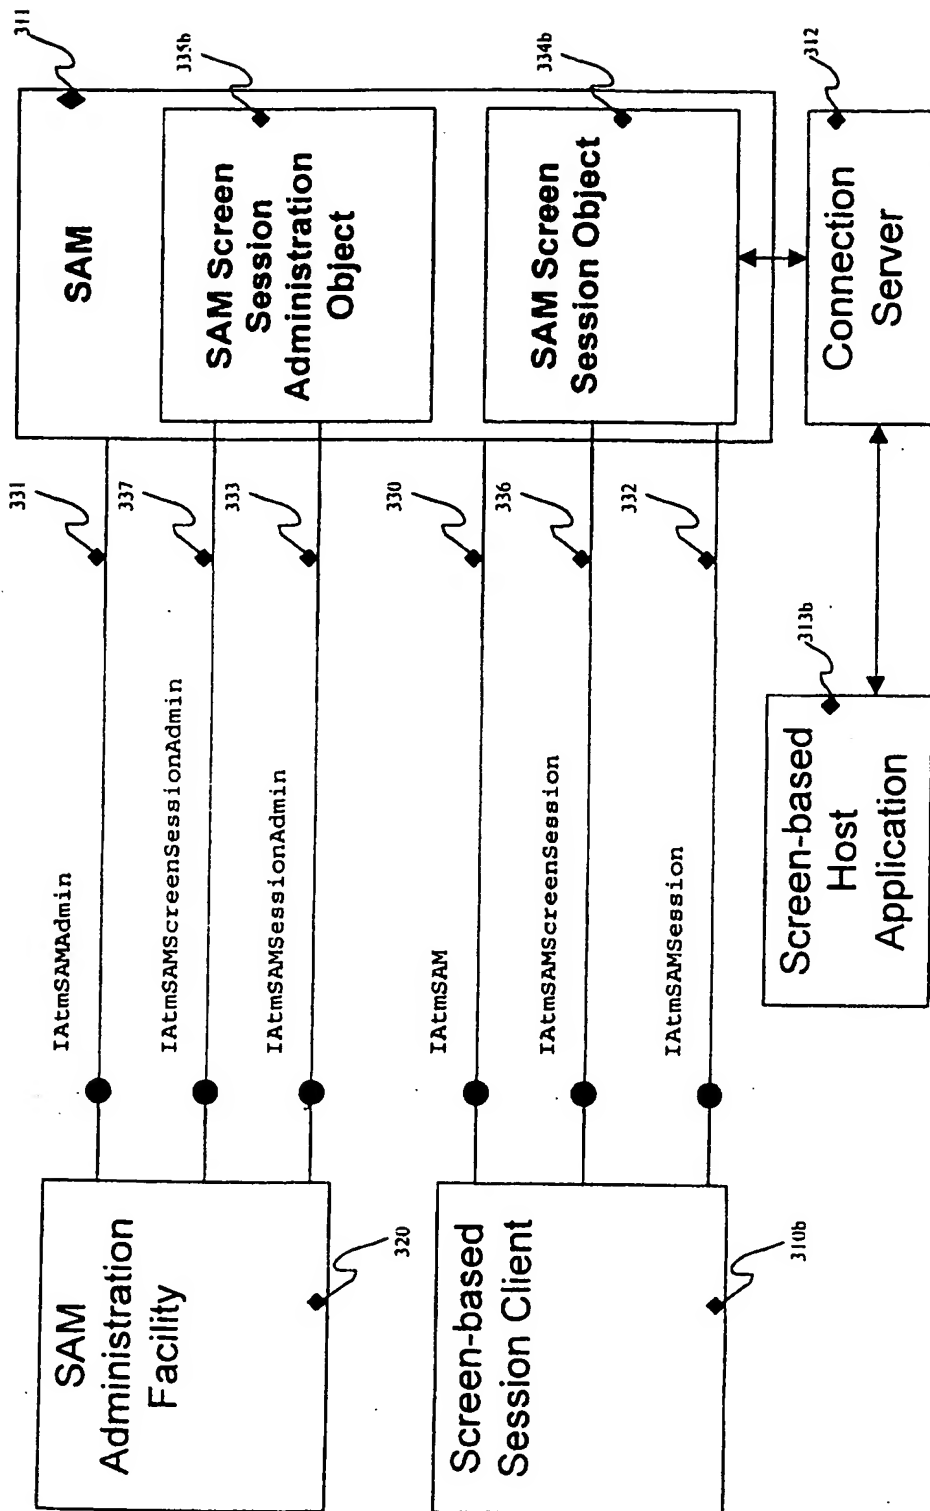 SAM
Administration
Facility
320
Screen-based
Session Client
310b
IAtmSAMAdmin
331
IAtmSAMScreenSessionAdmin
337
IAtmSAMSessionAdmin
333
IAtmSAM
330
IAtmSAMScreenSession
336
IAtmSAMSession
332
SAM
311
SAM Screen
Session
Administration
Object
335b
SAM Screen
Session Object
334b
Connection
Server
312
Screen-based
Host
Application
313b